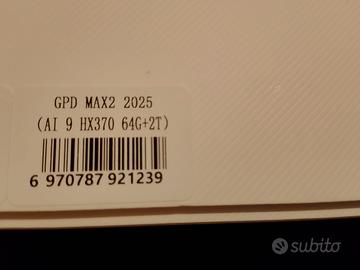 GPD MAX2 2025
(AI 9 HX370 64G+2T)
6 970787 921239
subito